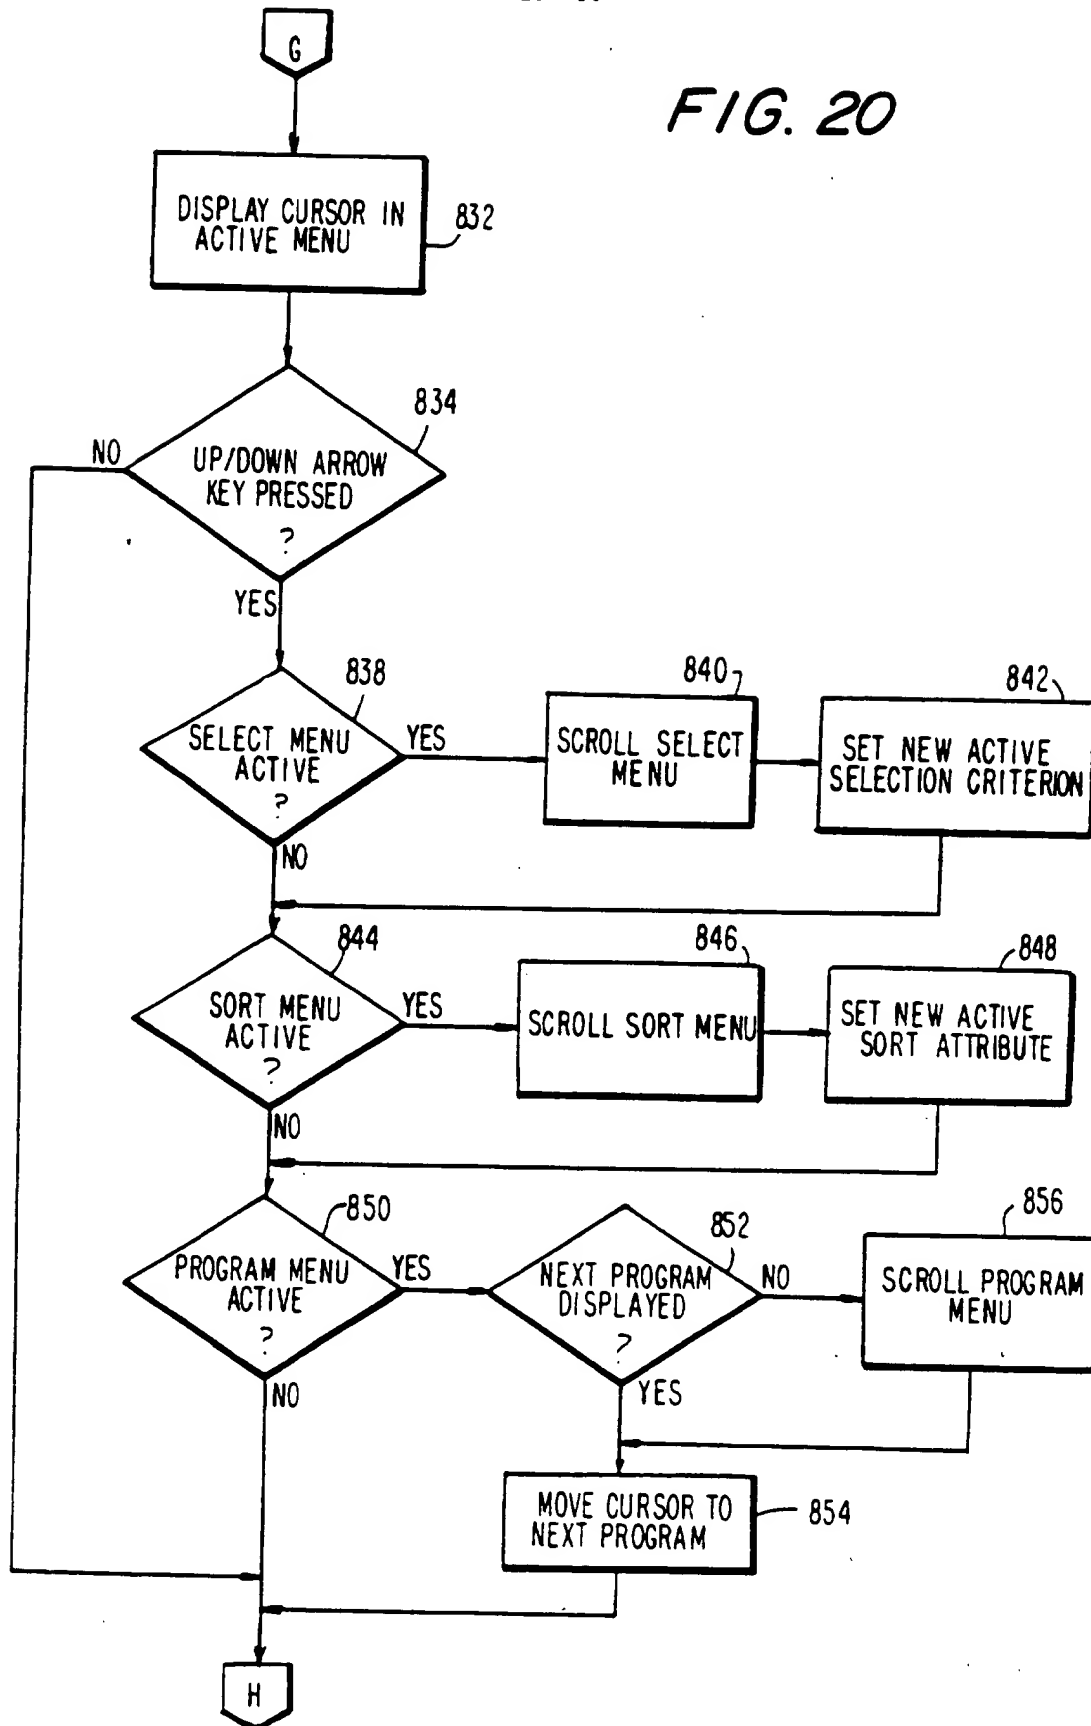 G
FIG. 20
DISPLAY CURSOR IN
ACTIVE MENU
832
834
NO
UP/DOWN ARROW
KEY PRESSED
?
YES
838
SELECT MENU
ACTIVE
?
YES
840
SCROLL SELECT
MENU
842
SET NEW ACTIVE
SELECTION CRITERION
NO
844
SORT MENU
ACTIVE
?
YES
846
SCROLL SORT MENU
848
SET NEW ACTIVE
SORT ATTRIBUTE
NO
850
PROGRAM MENU
ACTIVE
?
YES
852
NEXT PROGRAM
DISPLAYED
?
NO
856
SCROLL PROGRAM
MENU
NO
YES
MOVE CURSOR TO
NEXT PROGRAM
854
H